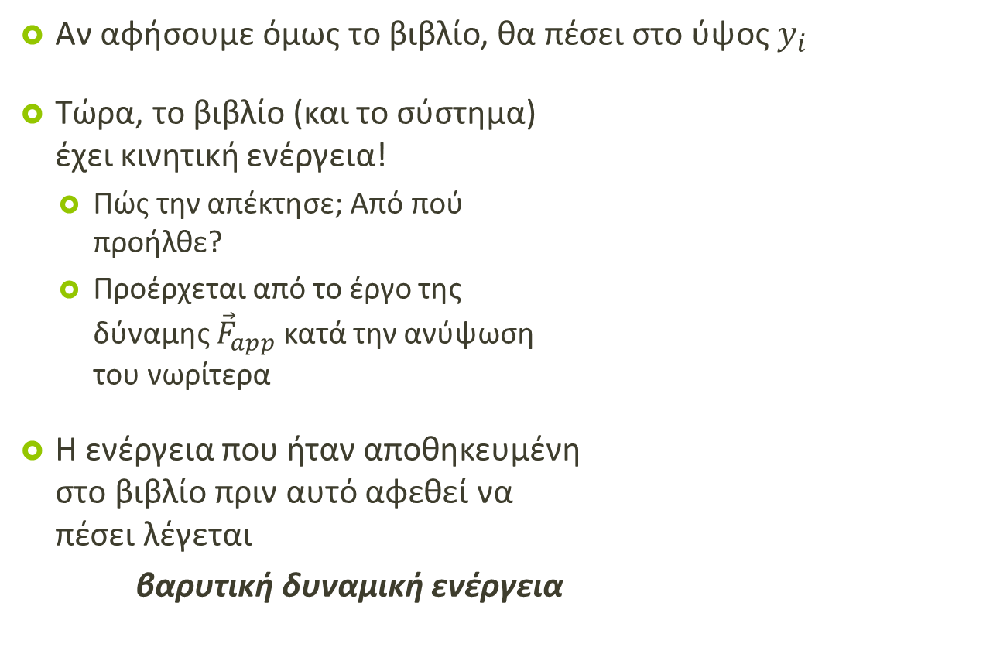 Αν αφήσουμε όμως το βιβλίο, θα πέσει στο ύψος y_i
Τώρα, το βιβλίο (και το σύστημα)
έχει κινητική ενέργεια!
Πώς την απέκτησε; Από πού
προήλθε?
Προέρχεται από το έργο της
δύναμης F⃗_app κατά την ανύψωση
του νωρίτερα
Η ενέργεια που ήταν αποθηκευμένη
στο βιβλίο πριν αυτό αφεθεί να
πέσει λέγεται
βαρυτική δυναμική ενέργεια